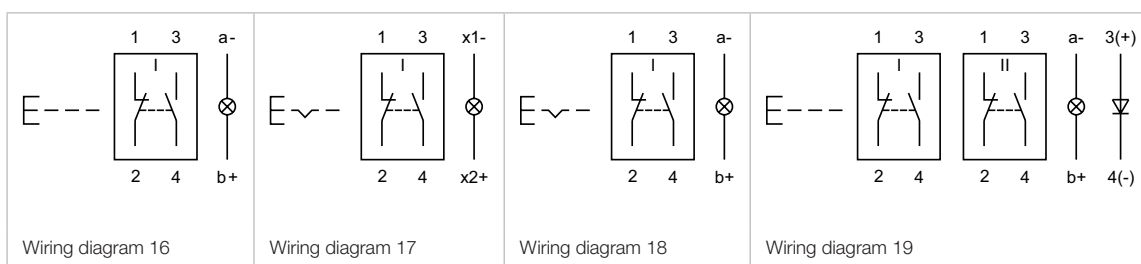 1 3 a-
I
2 4 b+
Wiring diagram 16
1 3 x1-
I
2 4 x2+
Wiring diagram 17
1 3 a-
I
2 4 b+
Wiring diagram 18
1 3 1 3 a- 3(+)
I II
2 4 2 4 b+ 4(-)
Wiring diagram 19